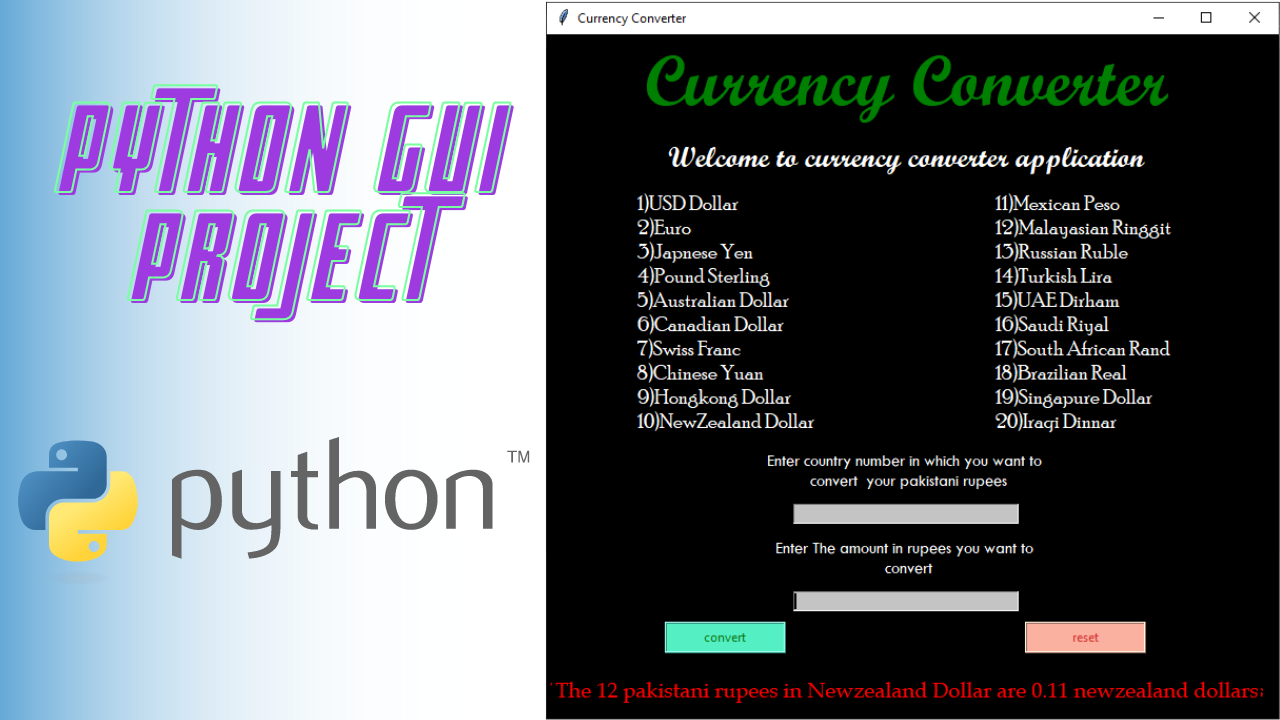 PYTHON GUI
PROJECT
python
TM
Currency Converter
Currency Converter
Welcome to currency converter application
1)USD Dollar
2)Euro
3)Japnese Yen
4)Pound Sterling
5)Australian Dollar
6)Canadian Dollar
7)Swiss Franc
8)Chinese Yuan
9)Hongkong Dollar
10)NewZealand Dollar
11)Mexican Peso
12)Malayasian Ringgit
13)Russian Ruble
14)Turkish Lira
15)UAE Dirham
16)Saudi Riyal
17)South African Rand
18)Brazilian Real
19)Singapure Dollar
20)Iraqi Dinnar
Enter country number in which you want to
convert your pakistani rupees
Enter The amount in rupees you want to
convert
convert
reset
The 12 pakistani rupees in Newzealand Dollar are 0.11 newzealand dollars